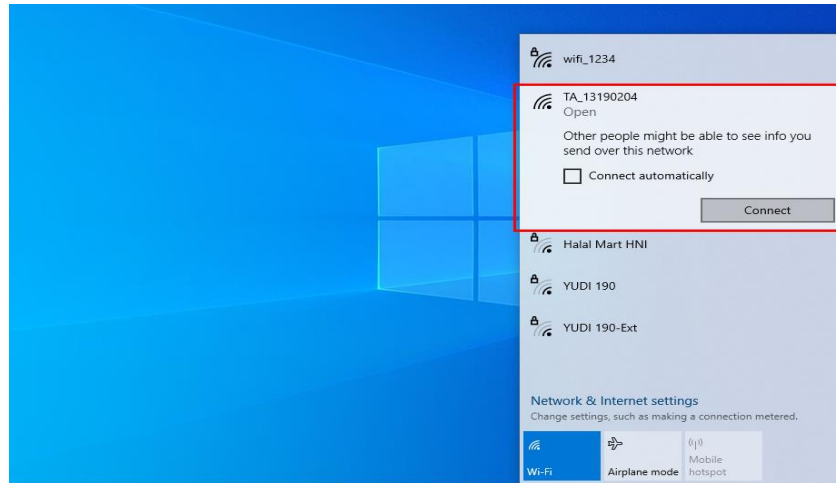 wifi_1234
TA_13190204
Open
Other people might be able to see info you
send over this network
Connect automatically
Connect
Halal Mart HNI
YUDI 190
YUDI 190-Ext
Network & Internet settings
Change settings, such as making a connection metered.
Wi-Fi
Airplane mode
Mobile
hotspot